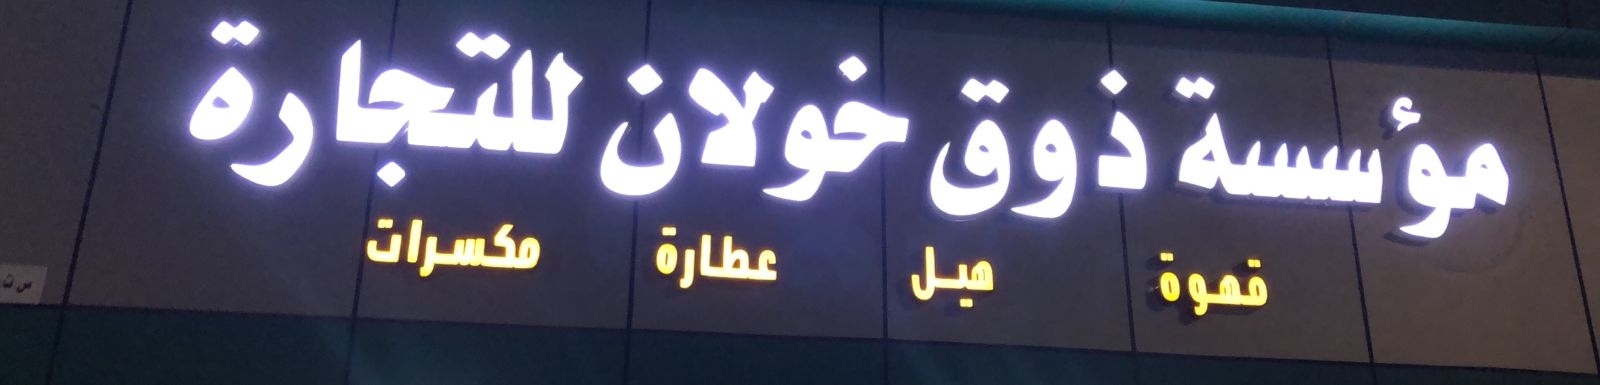 مؤسسة ذوق خولان للتجارة
قهوة هيل عطارة مكسرات
س.ت